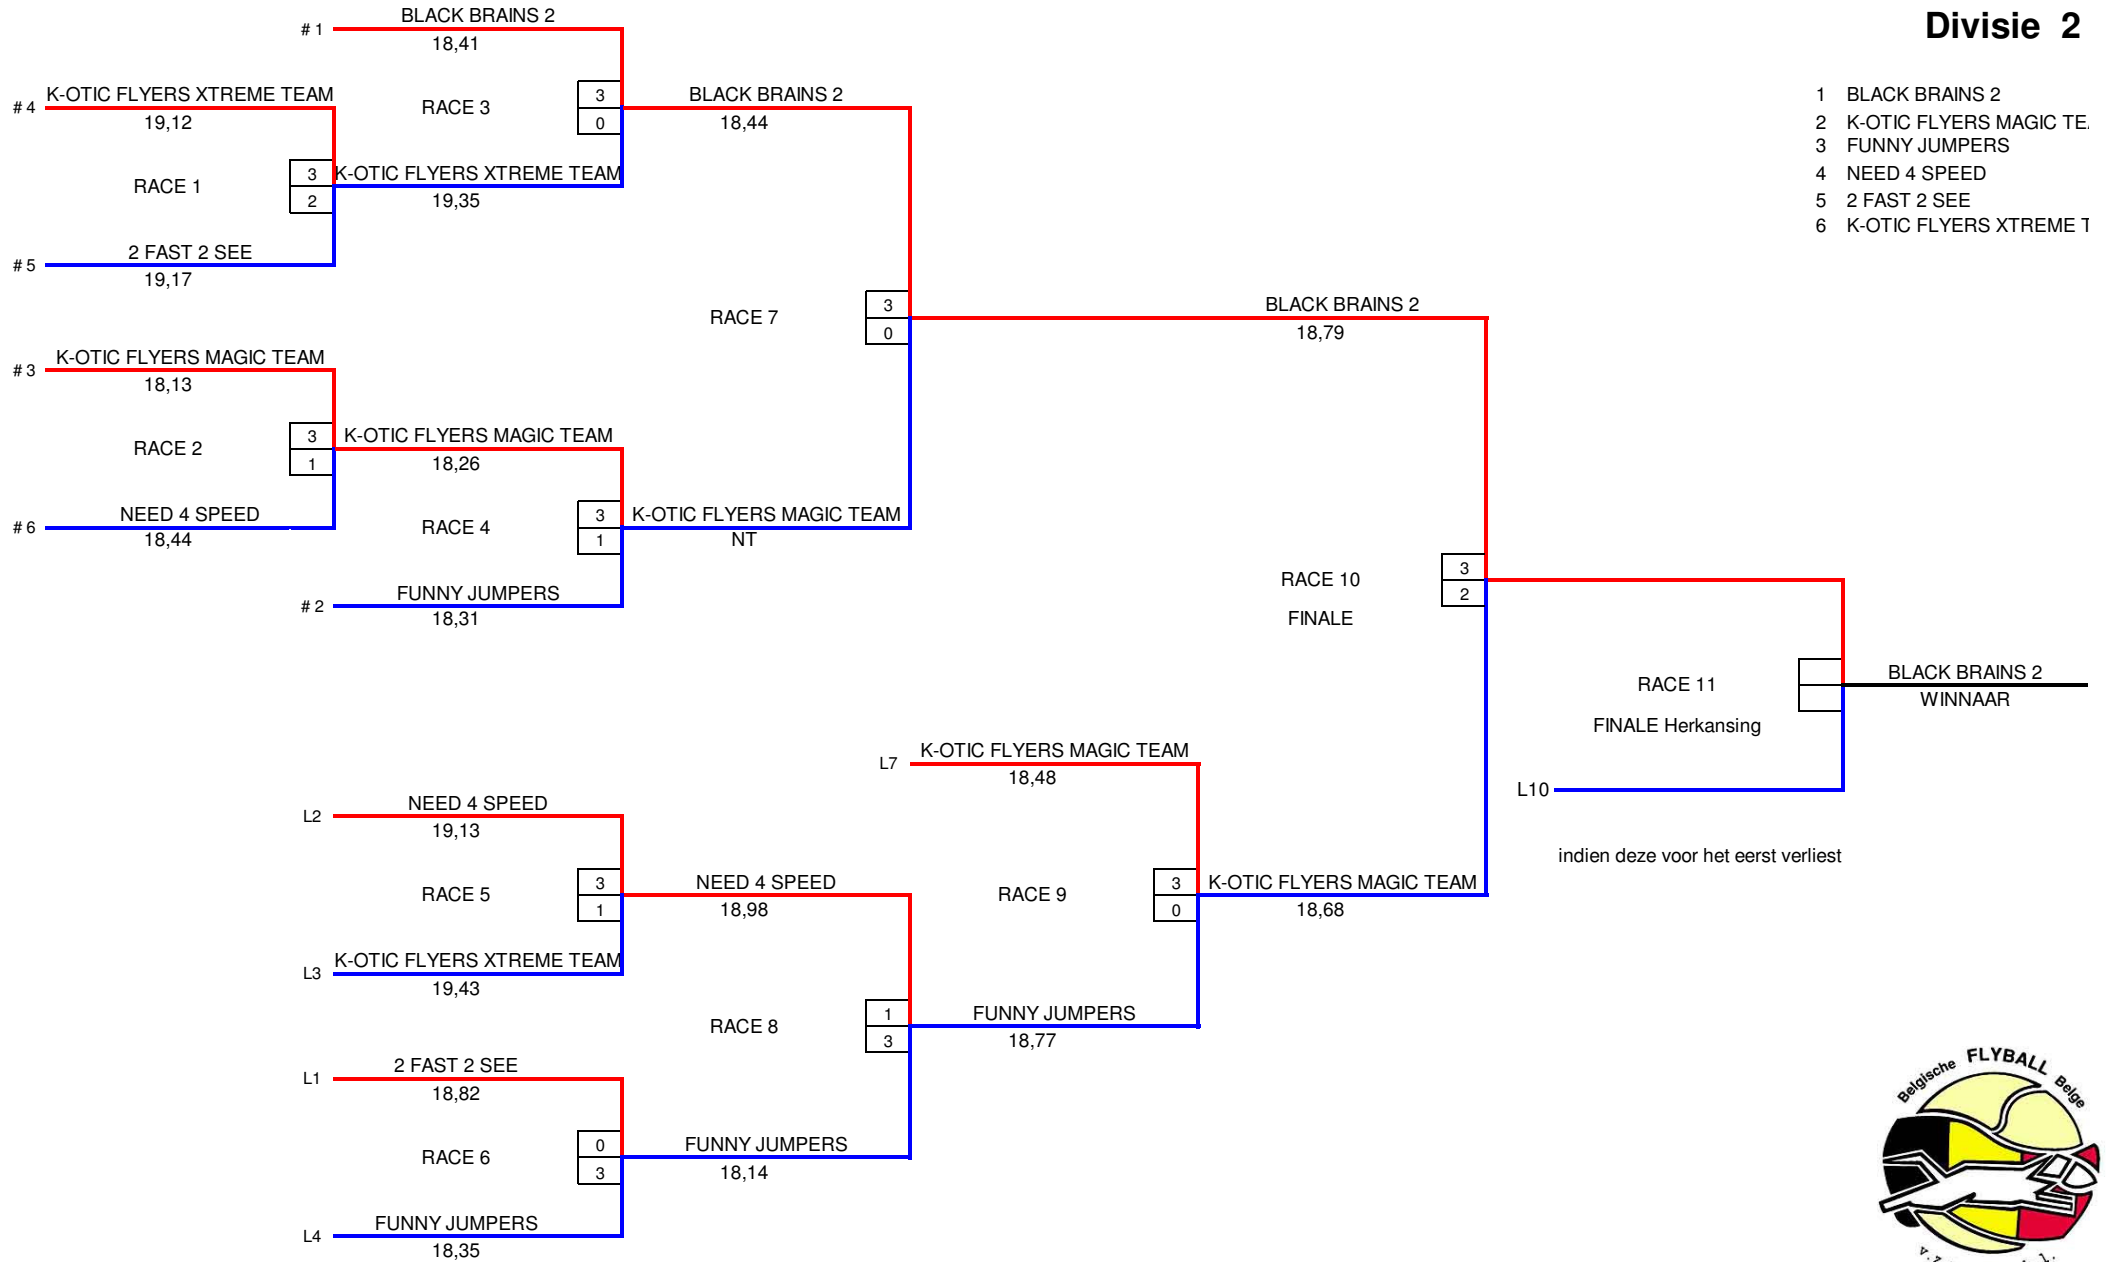 Divisie 2
1 BLACK BRAINS 2
2 K-OTIC FLYERS MAGIC TE
3 FUNNY JUMPERS
4 NEED 4 SPEED
5 2 FAST 2 SEE
6 K-OTIC FLYERS XTREME T
# 1 BLACK BRAINS 2
18,41
# 4 K-OTIC FLYERS XTREME TEAM
19,12
RACE 3
3
0
BLACK BRAINS 2
18,44
RACE 1
3
2
K-OTIC FLYERS XTREME TEAM
19,35
# 5 2 FAST 2 SEE
19,17
RACE 7
3
0
BLACK BRAINS 2
18,79
# 3 K-OTIC FLYERS MAGIC TEAM
18,13
RACE 2
3
1
K-OTIC FLYERS MAGIC TEAM
18,26
# 6 NEED 4 SPEED
18,44
RACE 4
3
1
K-OTIC FLYERS MAGIC TEAM
NT
# 2 FUNNY JUMPERS
18,31
RACE 10
FINALE
3
2
RACE 11
FINALE Herkansing
BLACK BRAINS 2
WINNAAR
L10
indien deze voor het eerst verliest
L7 K-OTIC FLYERS MAGIC TEAM
18,48
L2 NEED 4 SPEED
19,13
RACE 5
3
1
NEED 4 SPEED
18,98
RACE 9
3
0
K-OTIC FLYERS MAGIC TEAM
18,68
L3 K-OTIC FLYERS XTREME TEAM
19,43
RACE 8
1
3
FUNNY JUMPERS
18,77
L1 2 FAST 2 SEE
18,82
RACE 6
0
3
FUNNY JUMPERS
18,14
L4 FUNNY JUMPERS
18,35
Belgische FLYBALL Belge